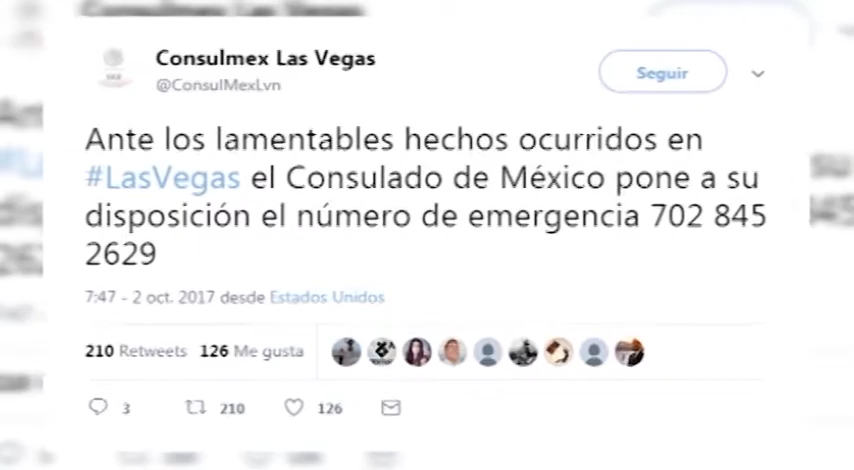 Consulmex Las Vegas
@ConsulMexLvn
Seguir
Ante los lamentables hechos ocurridos en
#LasVegas el Consulado de México pone a su
disposición el número de emergencia 702 845
2629
7:47 - 2 oct. 2017 desde Estados Unidos
210 Retweets 126 Me gusta
3 210 126